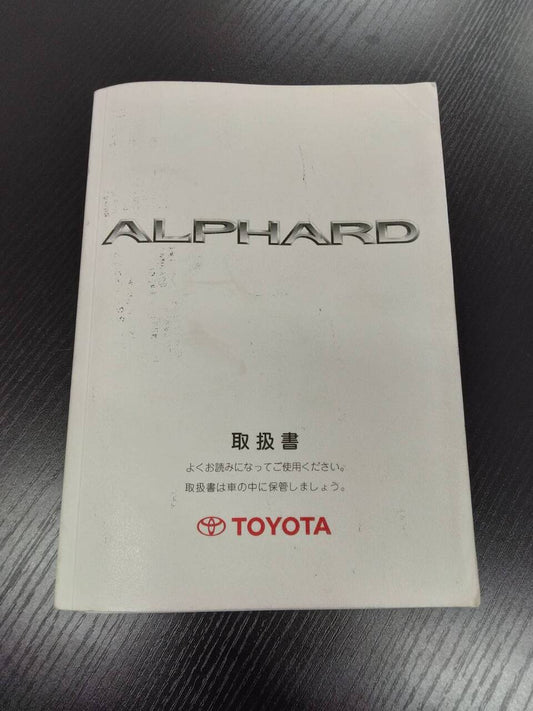 ALPHARD
取扱書
よくお読みになってご使用ください。
取扱書は車の中に保管しましょう。
TOYOTA